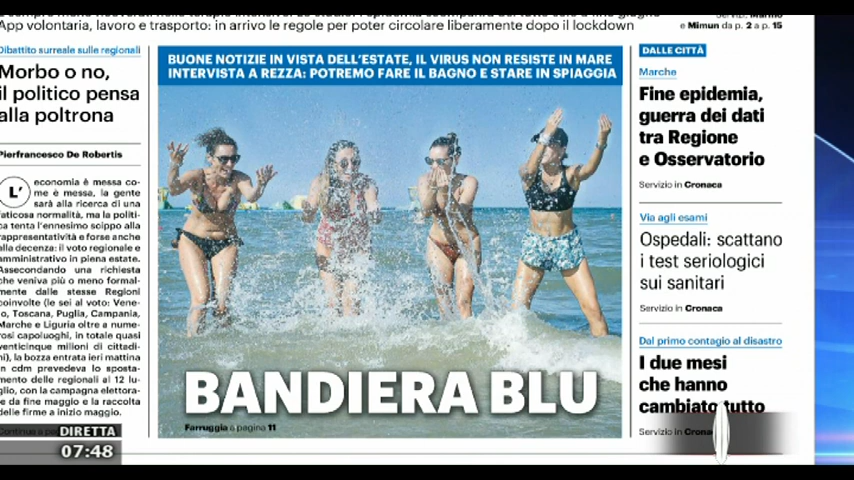 App volontaria, lavoro e trasporto: in arrivo le regole per poter circolare liberamente dopo il lockdown
e Mimun da p. 2 a p. 15
Dibattito surreale sulle regionali
Morbo o no,
il politico pensa
alla poltrona
Pierfrancesco De Robertis
L'economia è messa co-
me è messa, la gente
sarà alla ricerca di una
faticosa normalità, ma la politi-
ca tenta l'ennesimo scippo alla
rappresentatività e forse anche
alla decenza: il voto regionale e
amministrativo in piena estate.
Assecondando una richiesta
che veniva più o meno formal-
mente dalle stesse Regioni
coinvolte (le sei al voto: Vene-
to, Toscana, Puglia, Campania,
Marche e Liguria oltre a nume-
rosi capoluoghi, in totale quasi
venticinque milioni di cittadi-
ni), la bozza entrata ieri mattina
in cdm prevedeva lo sposta-
mento delle regionali al 12 lu-
glio, con la campagna elettora-
le da fine maggio e la raccolta
delle firme a inizio maggio.
BUONE NOTIZIE IN VISTA DELL'ESTATE, IL VIRUS NON RESISTE IN MARE
INTERVISTA A REZZA: POTREMO FARE IL BAGNO E STARE IN SPIAGGIA
BANDIERA BLU
Farruggia a pagina 11
DALLE CITTÀ
Marche
Fine epidemia,
guerra dei dati
tra Regione
e Osservatorio
Servizio in Cronaca
Via agli esami
Ospedali: scattano
i test serologici
sui sanitari
Servizio in Cronaca
Dal primo contagio al disastro
I due mesi
che hanno
cambiato tutto
Servizio in
DIRETTA
07:48